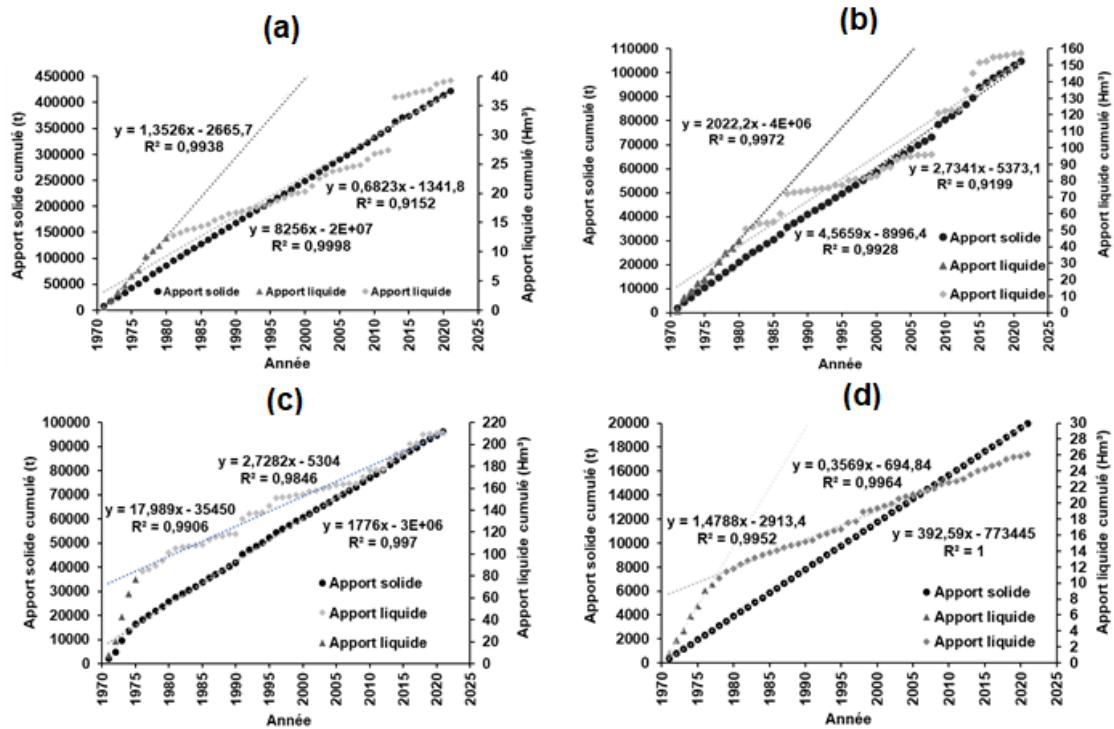 (a)
Apport solide cumulé (t)
450000
400000
350000
300000
250000
200000
150000
100000
50000
0
40
35
30
25
20
15
10
5
0
Apport liquide cumulé (Hm³)
y = 1,3526x - 2665,7
R² = 0,9938
0,6823x - 1341,8
R² = 0,9152
y = 8256x - 2E+07
R² = 0,9998
Apport solide
Apport liquide
Apport liquide
1970
1975
1980
1985
1990
1995
2000
2005
2010
2015
2020
2025
Année
(b)
Apport solide cumulé (t)
110000
100000
90000
80000
70000
60000
50000
40000
30000
20000
10000
0
160
150
140
130
120
110
100
90
80
70
60
50
40
30
20
10
0
Apport liquide cumulé (Hm³)
y = 2022,2x - 4E+06
R² = 0,9972
y = 2,7341x - 5373,1
R² = 0,9199
y = 4,5659x - 8996,4
R² = 0,9928
Apport solide
Apport liquide
Apport liquide
1970
1975
1980
1985
1990
1995
2000
2005
2010
2015
2020
2025
Année
(c)
Apport solide cumulé (t)
100000
90000
80000
70000
60000
50000
40000
30000
20000
10000
0
220
200
180
160
140
120
100
80
60
40
20
0
Apport liquide cumulé (Hm³)
y = 2,7282x - 5304
R² = 0,9846
y = 17,989x - 35450
R² = 0,9906
y = 1776x - 3E+06
R² = 0,997
Apport solide
Apport liquide
Apport liquide
1970
1975
1980
1985
1990
1995
2000
2005
2010
2015
2020
2025
Année
(d)
Apport solide cumulé (t)
20000
18000
16000
14000
12000
10000
8000
6000
4000
2000
0
30
28
26
24
22
20
18
16
14
12
10
8
6
4
2
0
Apport liquide cumulé (Hm³)
y = 0,3569x - 694,84
R² = 0,9964
y = 1,4788x - 2913,4
R² = 0,9952
y = 392,59x - 773445
R² = 1
Apport solide
Apport liquide
Apport liquide
1970
1975
1980
1985
1990
1995
2000
2005
2010
2015
2020
2025
Année